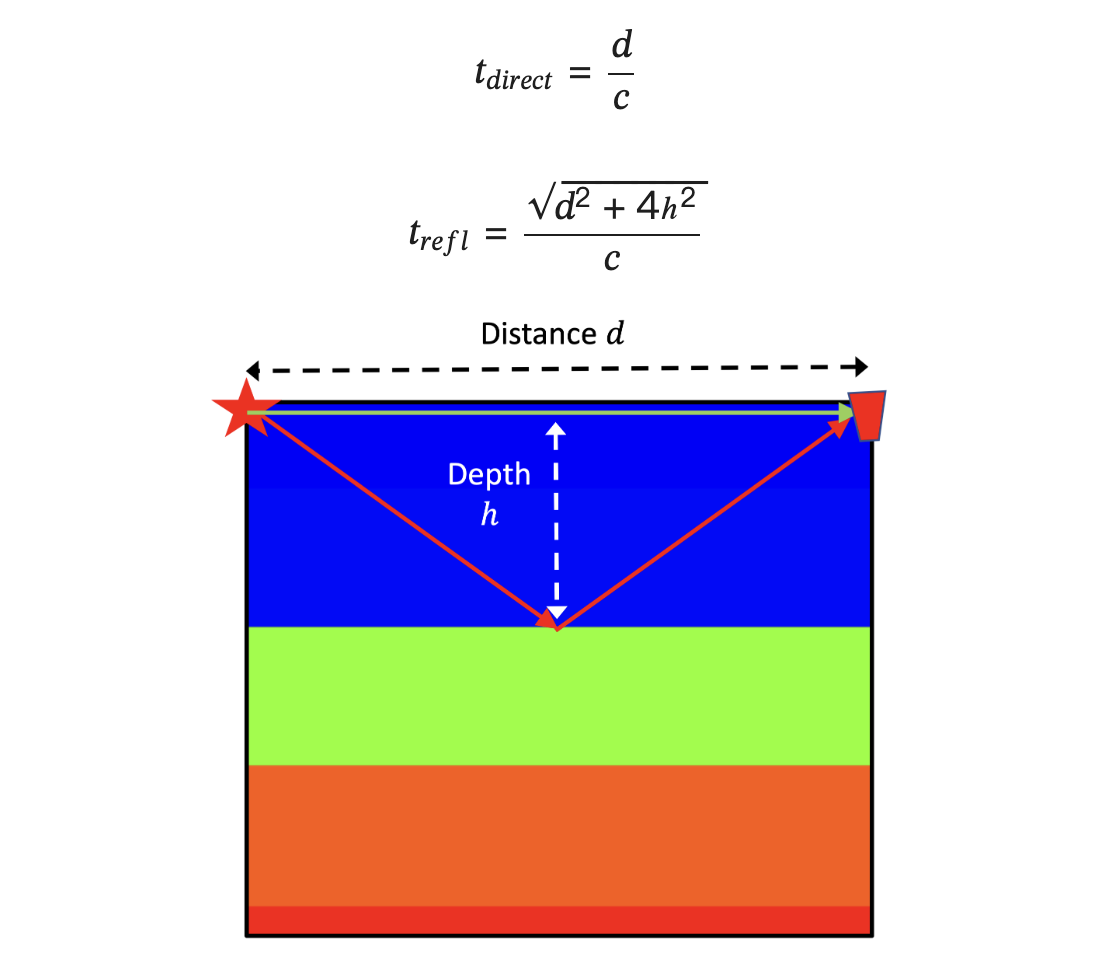 t_direct = d/c
t_refl = √(d² + 4h²)/c
Distance d
Depth
h